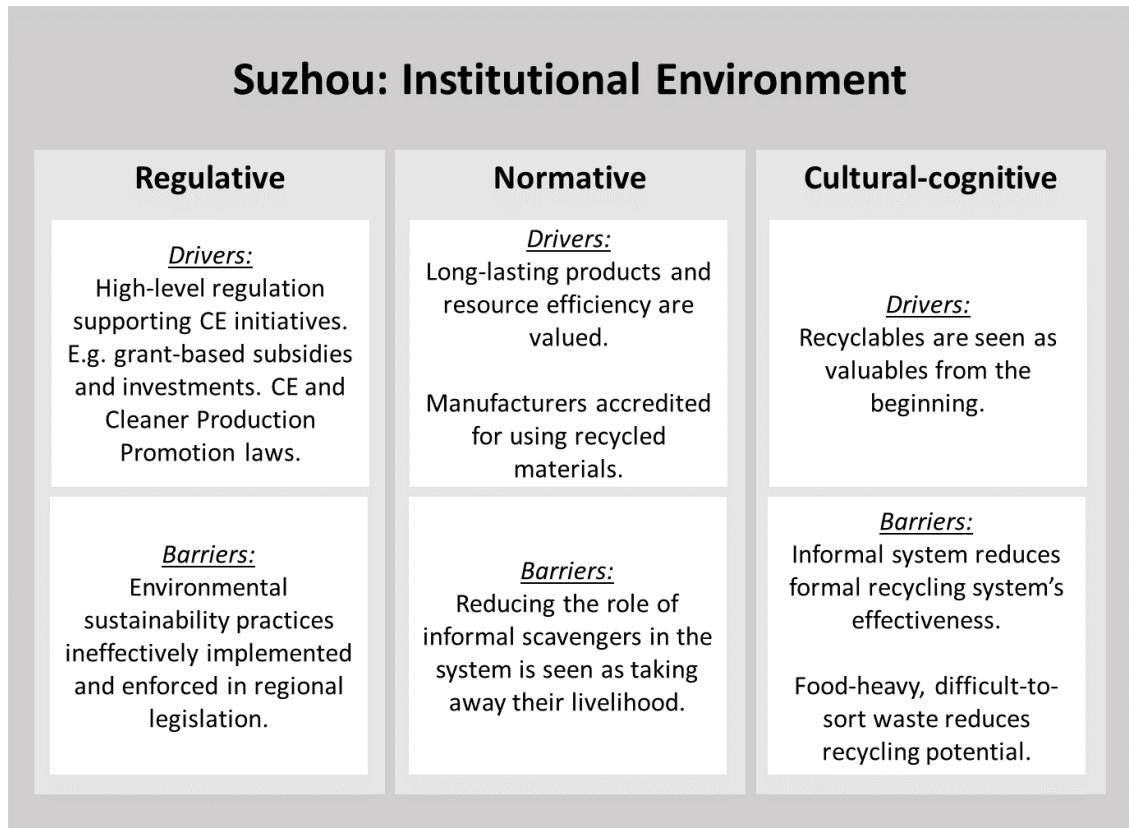 Suzhou: Institutional Environment
Regulative
Drivers:
High-level regulation
supporting CE initiatives.
E.g. grant-based subsidies
and investments. CE and
Cleaner Production
Promotion laws.
Barriers:
Environmental
sustainability practices
ineffectively implemented
and enforced in regional
legislation.
Normative
Drivers:
Long-lasting products and
resource efficiency are
valued.
Manufacturers accredited
for using recycled
materials.
Barriers:
Reducing the role of
informal scavengers in the
system is seen as taking
away their livelihood.
Cultural-cognitive
Drivers:
Recyclables are seen as
valuables from the
beginning.
Barriers:
Informal system reduces
formal recycling system’s
effectiveness.
Food-heavy, difficult-to-
sort waste reduces
recycling potential.